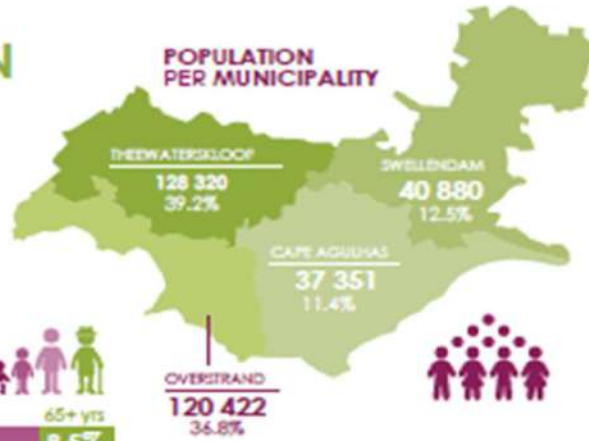 N
POPULATION
PER MUNICIPALITY
THEEWATERSKLOOF
128 320
39.2%
SWELLENDAM
40 880
12.5%
CAPE AGULHAS
37 351
11.4%
OVERSTRAND
120 422
36.8%
65+ yrs